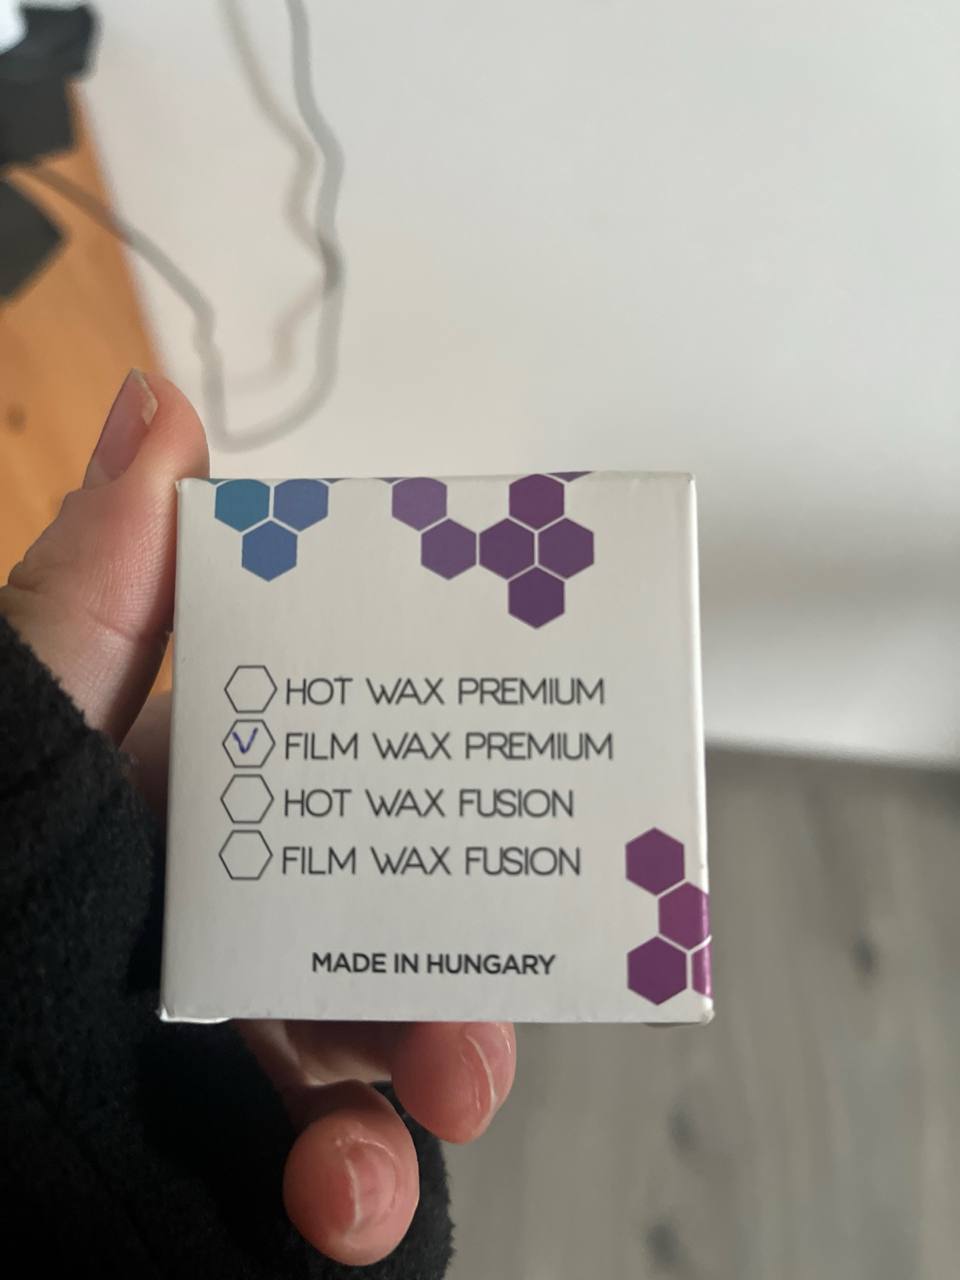 HOT WAX PREMIUM
FILM WAX PREMIUM
HOT WAX FUSION
FILM WAX FUSION
MADE IN HUNGARY